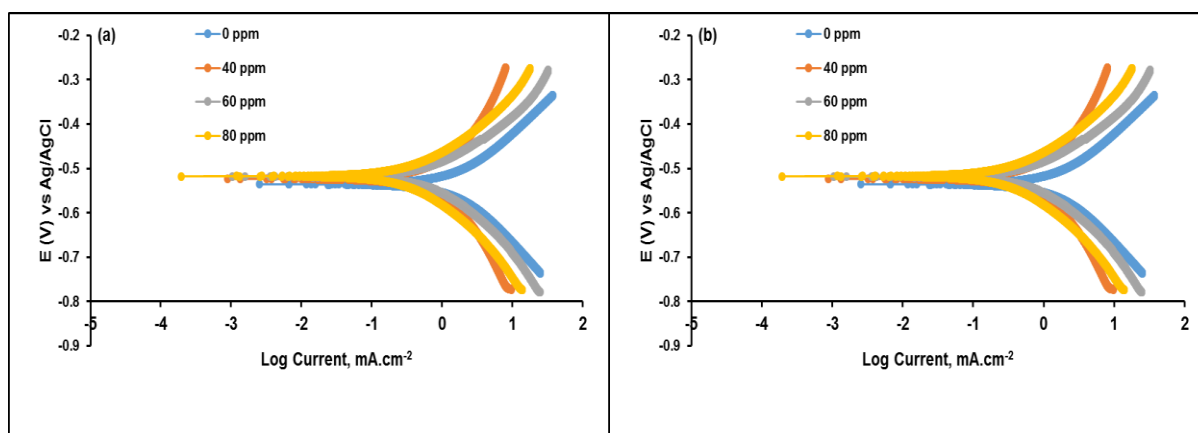 (a)
0 ppm
40 ppm
60 ppm
80 ppm
E (V) vs Ag/AgCl
-0.2
-0.3
-0.4
-0.5
-0.6
-0.7
-0.8
-0.9
-5 -4 -3 -2 -1 0 1 2
Log Current, mA.cm⁻²
(b)
0 ppm
40 ppm
60 ppm
80 ppm
E (V) vs Ag/AgCl
-0.2
-0.3
-0.4
-0.5
-0.6
-0.7
-0.8
-0.9
-5 -4 -3 -2 -1 0 1 2
Log Current, mA.cm⁻²